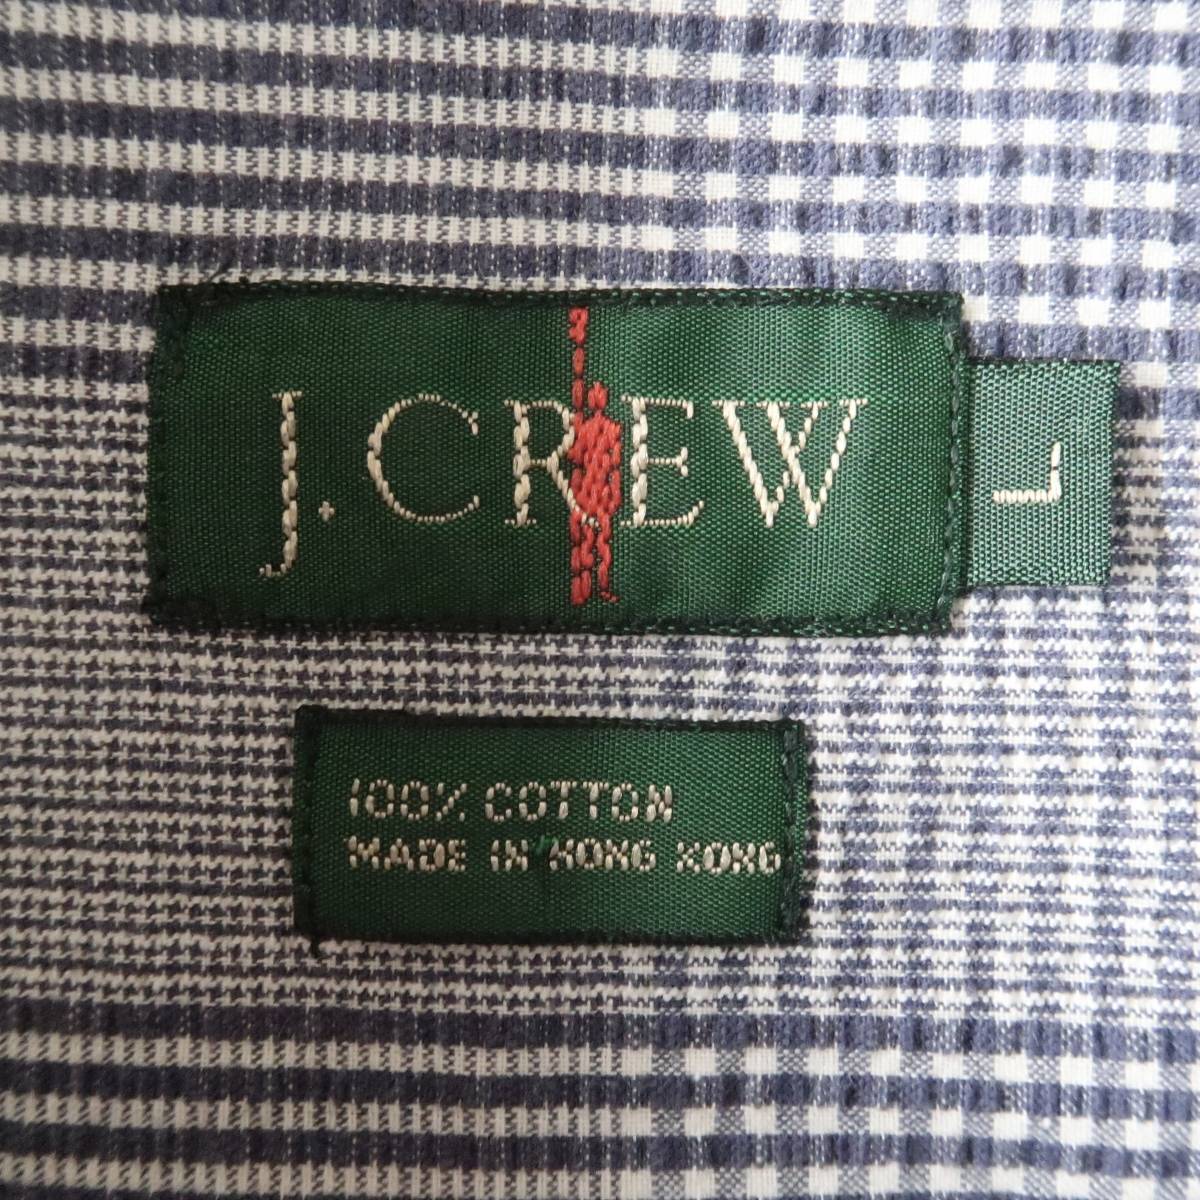 J.CREW
L
100% COTTON
MADE IN HONG KONG